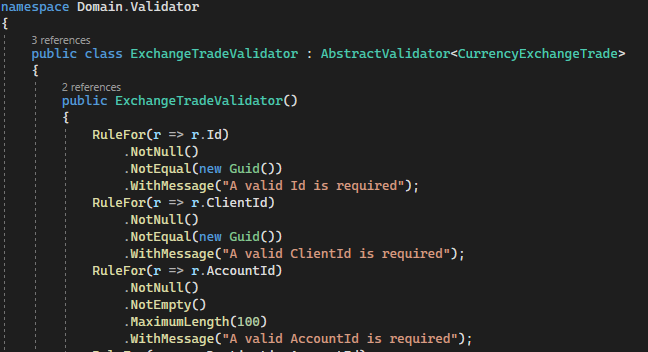 namespace Domain.Validator
{
3 references
public class ExchangeTradeValidator : AbstractValidator<CurrencyExchangeTrade>
{
2 references
public ExchangeTradeValidator()
{
RuleFor(r => r.Id)
.NotNull()
.NotEqual(new Guid())
.WithMessage("A valid Id is required");
RuleFor(r => r.ClientId)
.NotNull()
.NotEqual(new Guid())
.WithMessage("A valid ClientId is required");
RuleFor(r => r.AccountId)
.NotNull()
.NotEmpty()
.MaximumLength(100)
.WithMessage("A valid AccountId is required");